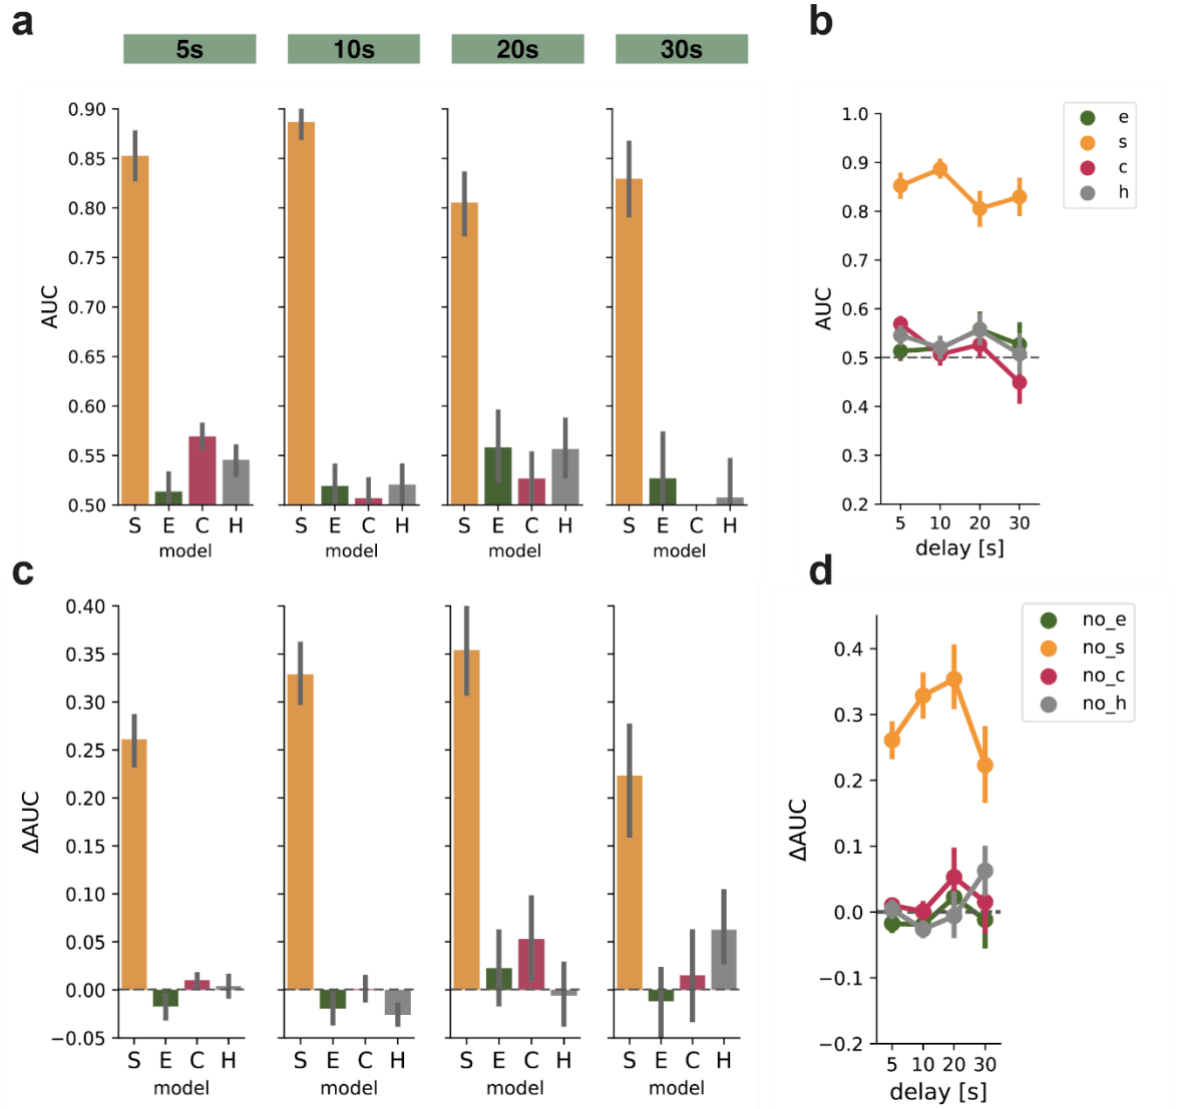 a
5s 10s 20s 30s
AUC
0.90
0.85
0.80
0.75
0.70
0.65
0.60
0.55
0.50
S E C H S E C H S E C H S E C H
model model model model
b
AUC
1.0
0.9
0.8
0.7
0.6
0.5
0.4
0.3
0.2
5 10 20 30
delay [s]
e
s
c
h
c
ΔAUC
0.40
0.35
0.30
0.25
0.20
0.15
0.10
0.05
0.00
−0.05
S E C H S E C H S E C H S E C H
model model model model
d
ΔAUC
0.4
0.3
0.2
0.1
0.0
−0.1
−0.2
5 10 20 30
delay [s]
no_e
no_s
no_c
no_h